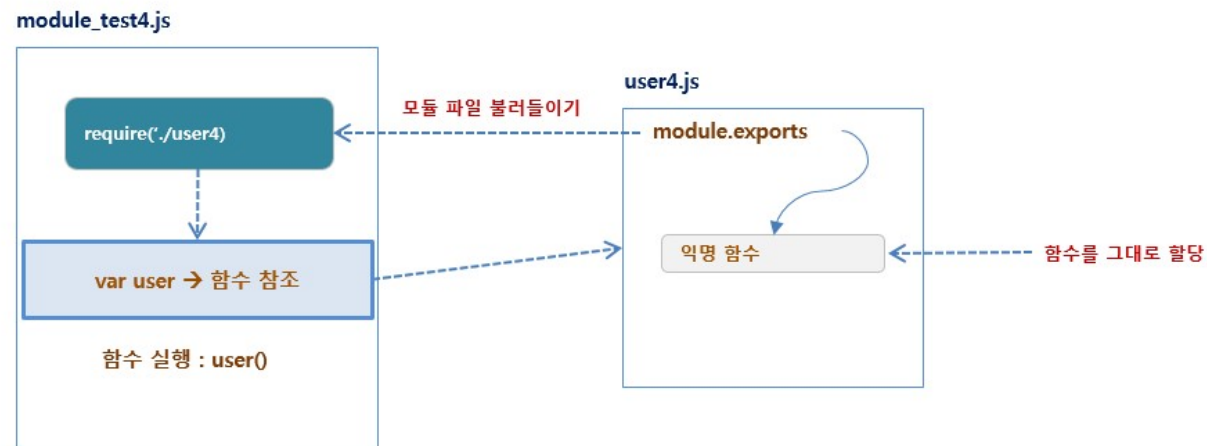 module_test4.js
require('./user4)
var user → 함수 참조
함수 실행 : user()
모듈 파일 불러들이기
user4.js
module.exports
익명 함수
함수를 그대로 할당